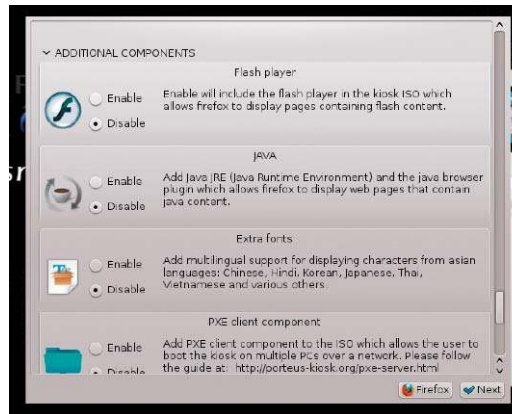 ADDITIONAL COMPONENTS
Flash player
Enable
Disable
Enable will include the flash player in the kiosk ISO which
allows firefox to display pages containing flash content.
JAVA
Enable
Disable
Add Java JRE (Java Runtime Environment) and the java browser
plugin which allows firefox to display web pages that contain
java content.
Extra fonts
Enable
Disable
Add multilingual support for displaying characters from asian
languages: Chinese, Hindi, Korean, Japanese, Thai,
Vietnamese and various others.
PXE client component
Enable
Disable
Add PXE client component to the ISO which allows the user to
boot the kiosk on multiple PCs over a network. Please follow
the guide at: http://porteus-kiosk.org/pxe-server.html
Firefox
Next